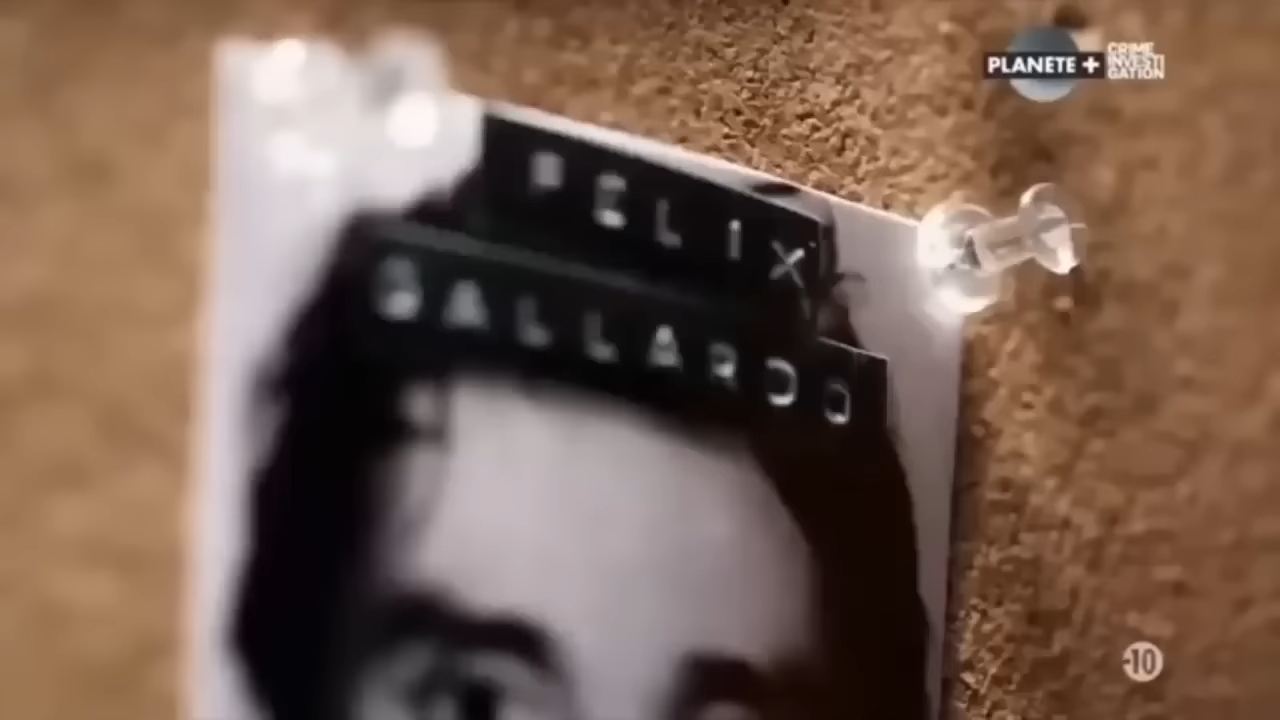 PLANETE +
CRIME
INVESTI
GATION
FELIX
GALLARDO
-10